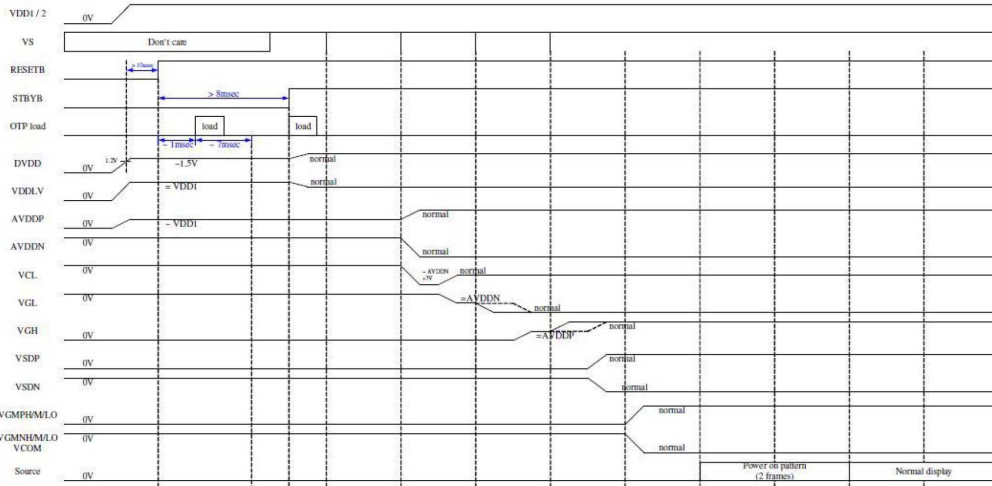 VDD1 / 2
0V
VS
Don't care
RESETB
> 10msec
STBYB
> 8msec
OTP load
load
load
~ 1msec
~ 7msec
DVDD
0V
1.2V
~1.5V
normal
VDDLV
0V
= VDD1
normal
AVDDP
0V
~ VDD1
normal
AVDDN
0V
normal
VCL
0V
normal
VGL
0V
=AVDDN
normal
VGH
0V
=AVDDP
normal
VSDP
0V
normal
VSDN
0V
normal
VGMPH/M/LO
0V
normal
VGMNH/M/LO
VCOM
0V
normal
Source
0V
Power on pattern
(2 frames)
Normal display